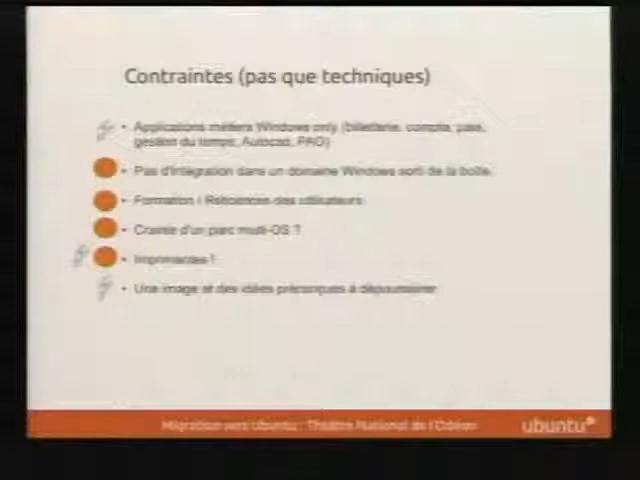 Contraintes (pas que techniques)
• Applications métiers Windows only (billetterie, compta, paie,
gestion du temps, Autocad, PAO)
• Pas d'intégration dans un domaine Windows sorti de la boîte.
• Formation / Réticences des utilisateurs
• Crainte d'un parc multi-OS ?
• Imprimantes !
• Une image et des idées préconçues à dépoussiérer
Migration vers Ubuntu : Théâtre National de l'Odéon
ubuntu